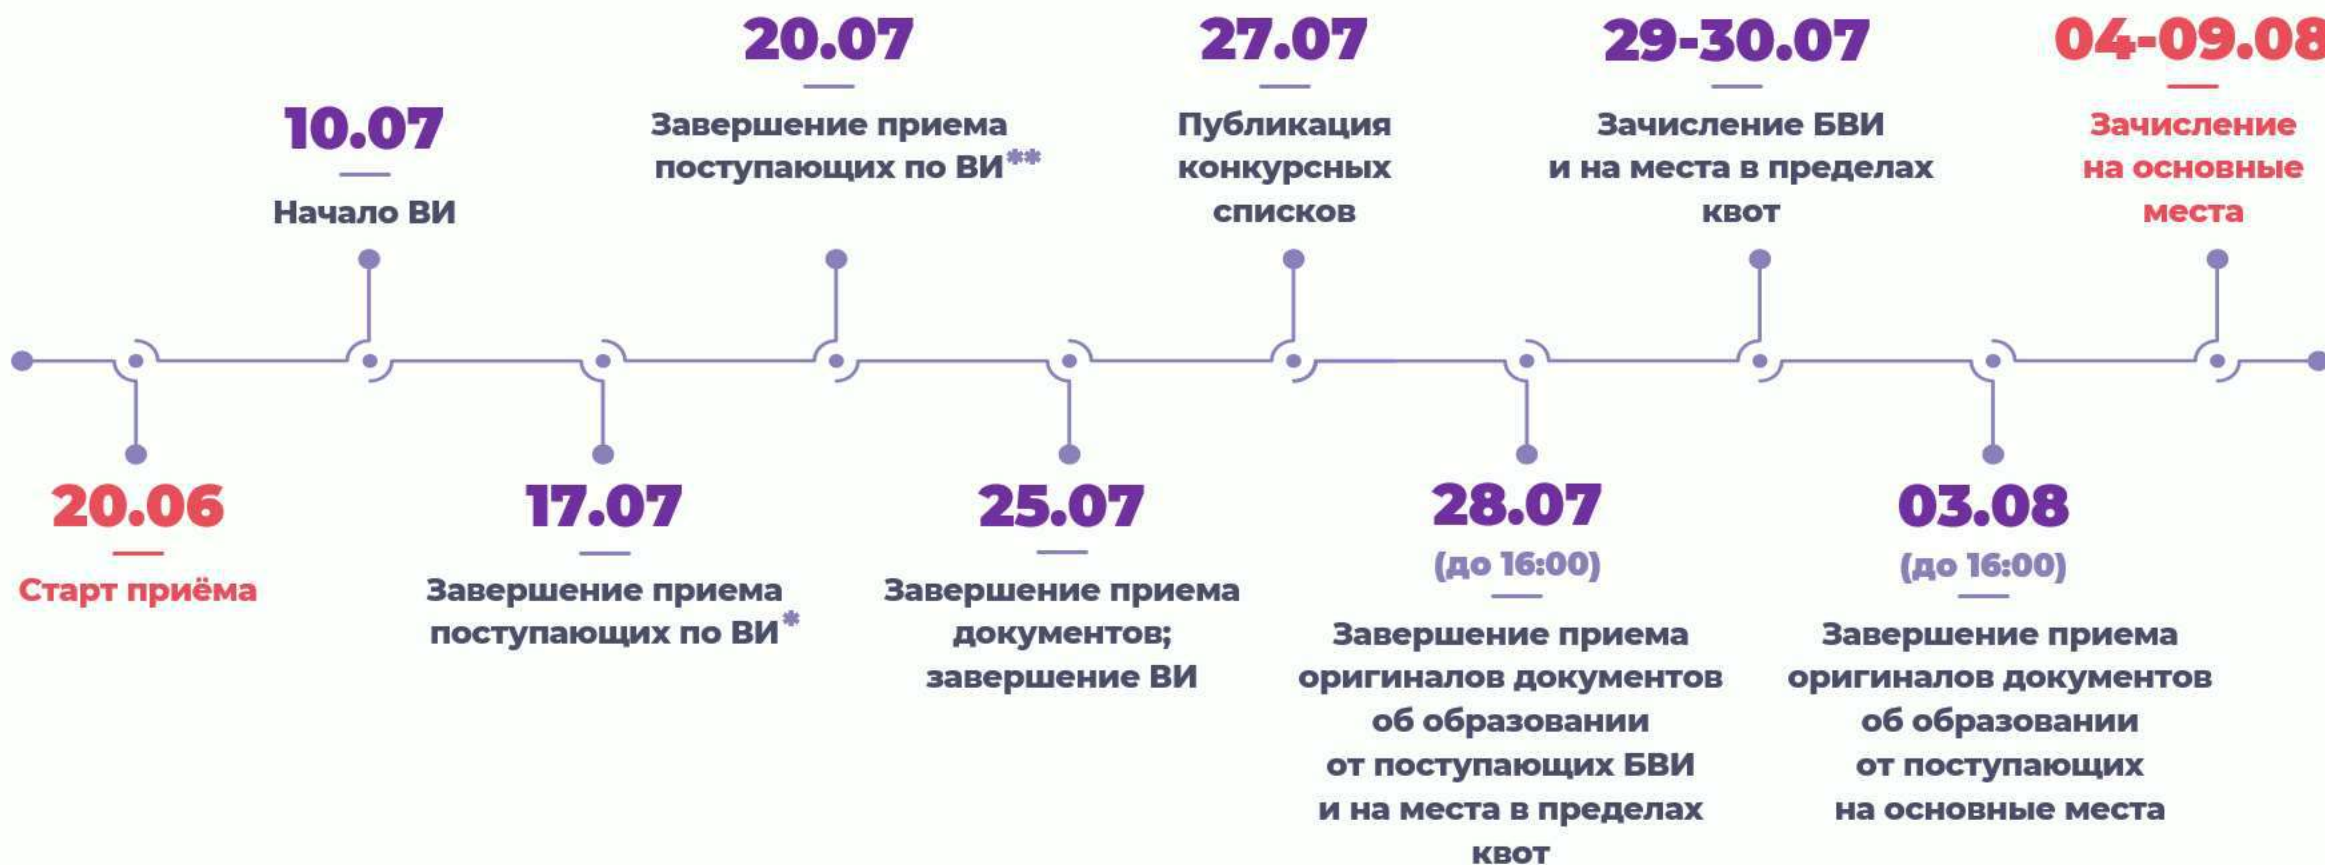 20.06
Старт приёма
10.07
Начало ВИ
17.07
Завершение приема
поступающих по ВИ*
20.07
Завершение приема
поступающих по ВИ**
25.07
Завершение приема
документов;
завершение ВИ
27.07
Публикация
конкурсных
списков
28.07
(до 16:00)
Завершение приема
оригиналов документов
об образовании
от поступающих БВИ
и на места в пределах
квот
29-30.07
Зачисление БВИ
и на места в пределах
квот
03.08
(до 16:00)
Завершение приема
оригиналов документов
об образовании
от поступающих
на основные места
04-09.08
Зачисление
на основные
места